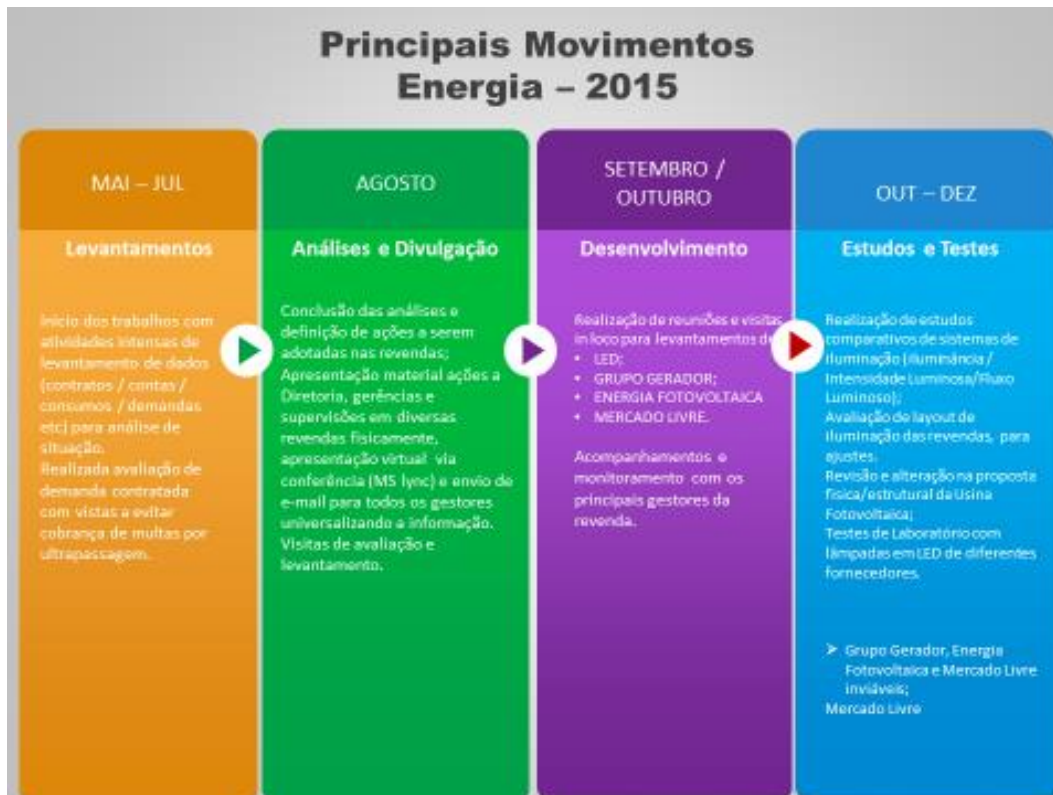 Principais Movimentos
Energia – 2015
MAI – JUL
Levantamentos
Inicio dos trabalhos com
atividades intensas de
levantamento de dados
(contratos / contas /
consumos / demandas
etc) para análise de
situação.
Realizada avaliação de
demanda contratada
com vistas a evitar
cobrança de multas por
ultrapassagem.
AGOSTO
Análises e Divulgação
Conclusão das análises e
definição de ações a serem
adotadas nas revendas;
Apresentação material ações a
Diretoria, gerências e
supervisões em diversas
revendas fisicamente,
apresentação virtual via
conferência (MS lync) e envio de
e-mail para todos os gestores
universalizando a informação.
Visitas de avaliação e
levantamento.
SETEMBRO /
OUTUBRO
Desenvolvimento
Realização de reuniões e visitas
in loco para levantamentos
• LED;
• GRUPO GERADOR;
• ENERGIA FOTOVOLTAICA
• MERCADO LIVRE.
Acompanhamentos e
monitoramento com os
principais gestores da
revenda.
OUT – DEZ
Estudos e Testes
Realização de estudos
comparativos de sistemas de
iluminação (iluminância /
Intensidade Luminosa/Fluxo
Luminoso);
Avaliação de layout de
iluminação das revendas, para
ajustes.
Revisão e alteração na proposta
física/estrutural da Usina
Fotovoltaica;
Testes de Laboratório com
lâmpadas em LED de diferentes
fornecedores.
➢ Grupo Gerador, Energia
Fotovoltaica e Mercado Livre
inviáveis;
Mercado Livre